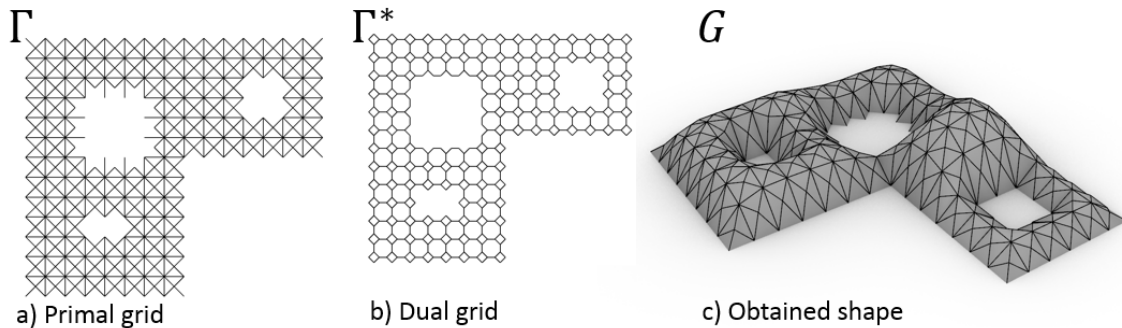 Γ
Γ*
G
a) Primal grid
b) Dual grid
c) Obtained shape